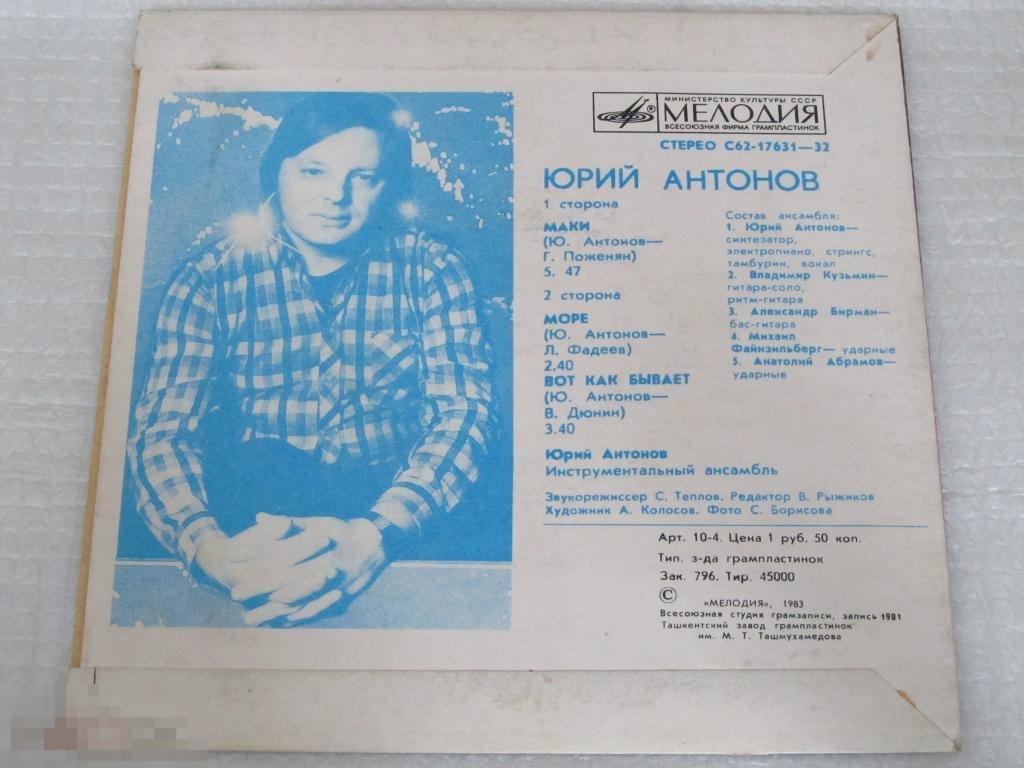 МИНИСТЕРСТВО КУЛЬТУРЫ СССР
МЕЛОДИЯ
ВСЕСОЮЗНАЯ ФИРМА ГРАМПЛАСТИНОК
СТЕРЕО С62-17631—32
ЮРИЙ АНТОНОВ
1 сторона
МАКИ
(Ю. Антонов—
Г. Поженян)
5. 47
2 сторона
МОРЕ
(Ю. Антонов—
Л. Фадеев)
2.40
ВОТ КАК БЫВАЕТ
(Ю. Антонов—
В. Дюнин)
3.40
Состав ансамбля:
1. Юрий Антонов—
синтезатор,
электропиано, стрингс,
тамбурин, вокал
2. Владимир Кузьмин—
гитара-соло,
ритм-гитара
3. Александр Бирман—
бас-гитара
4. Михаил
Файнзильберг— ударные
5. Анатолий Абрамов—
ударные
Юрий Антонов
Инструментальный ансамбль
Звукорежиссер С. Теплов. Редактор В. Рыжиков
Художник А. Колосов. Фото С. Борисова
Арт. 10-4. Цена 1 руб. 50 коп.
Тип. з-да грампластинок
Зак. 796. Тир. 45000
©
«МЕЛОДИЯ», 1983
Всесоюзная студия грамзаписи, запись 1981
Ташкентский завод грампластинок
им. М. Т. Ташмухамедова